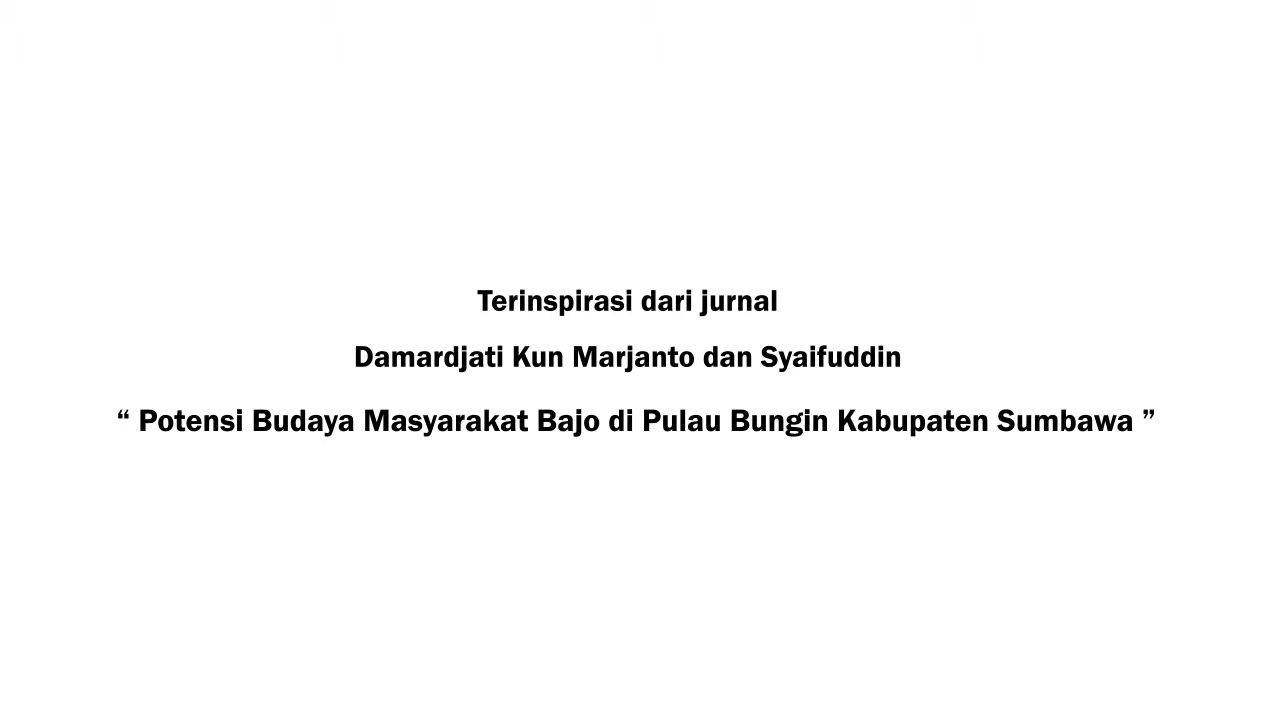 Terinspirasi dari jurnal
Damardjati Kun Marjanto dan Syaifuddin
“ Potensi Budaya Masyarakat Bajo di Pulau Bungin Kabupaten Sumbawa ”